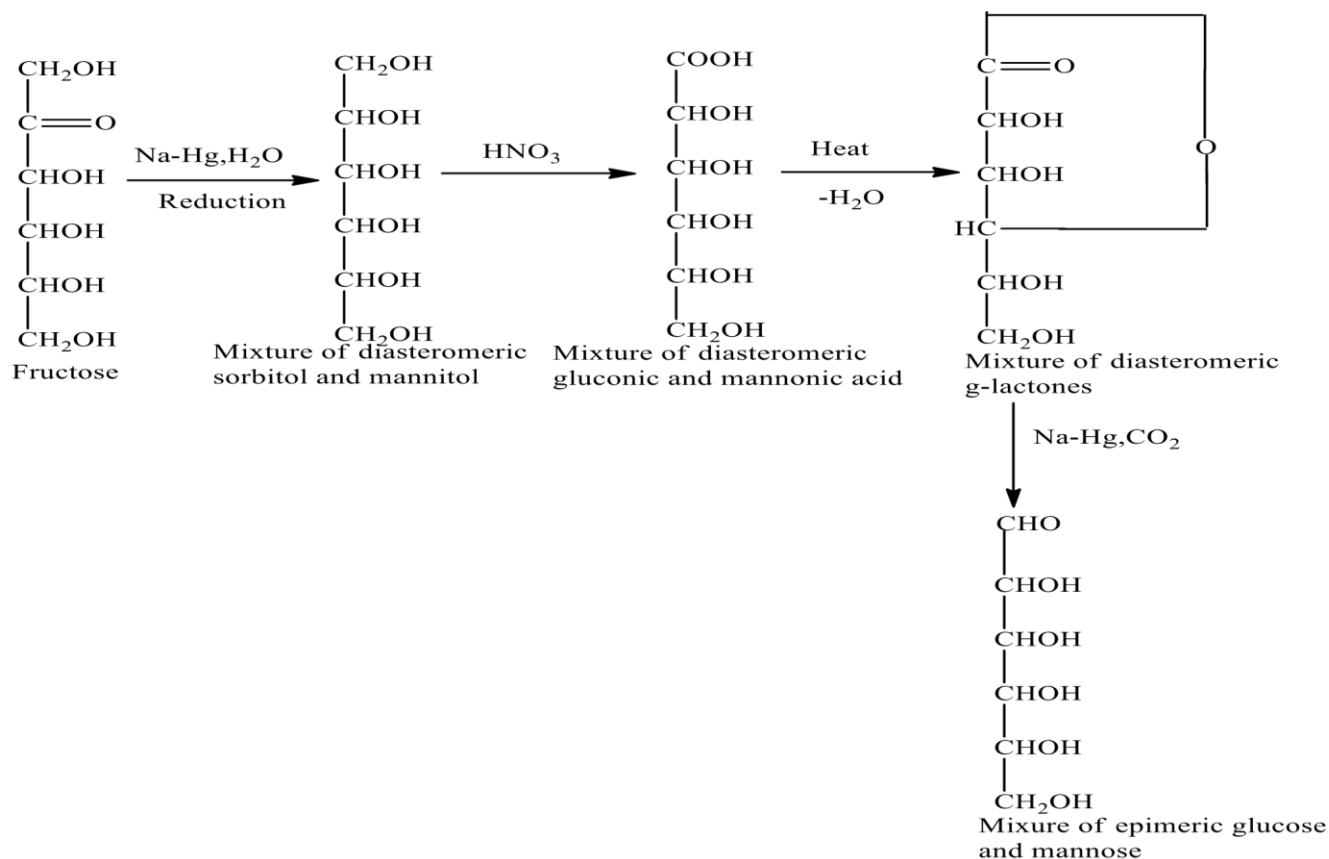 CH₂OH
C=O
CHOH
CHOH
CHOH
CH₂OH
Fructose
Na-Hg,H₂O
Reduction
CH₂OH
CHOH
CHOH
CHOH
CHOH
CH₂OH
Mixture of diasteromeric
sorbitol and mannitol
HNO₃
COOH
CHOH
CHOH
CHOH
CHOH
CH₂OH
Mixture of diasteromeric
gluconic and mannonic acid
Heat
-H₂O
C=O
CHOH
CHOH
HC
CHOH
CH₂OH
O
Mixture of diasteromeric
g-lactones
Na-Hg,CO₂
CHO
CHOH
CHOH
CHOH
CHOH
CH₂OH
Mixure of epimeric glucose
and mannose